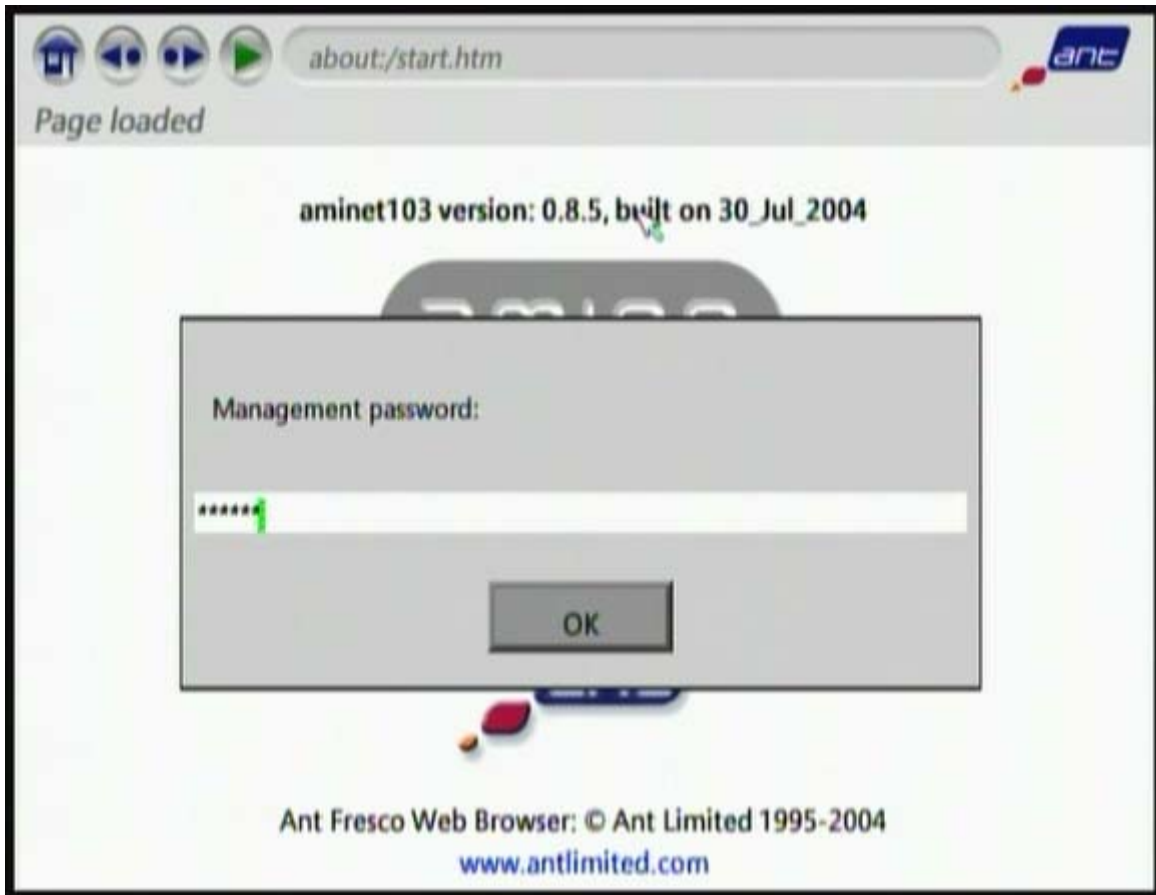 about:/start.htm
ant
Page loaded
aminet103 version: 0.8.5, built on 30_Jul_2004
Management password:
******
OK
Ant Fresco Web Browser: © Ant Limited 1995-2004
www.antlimited.com